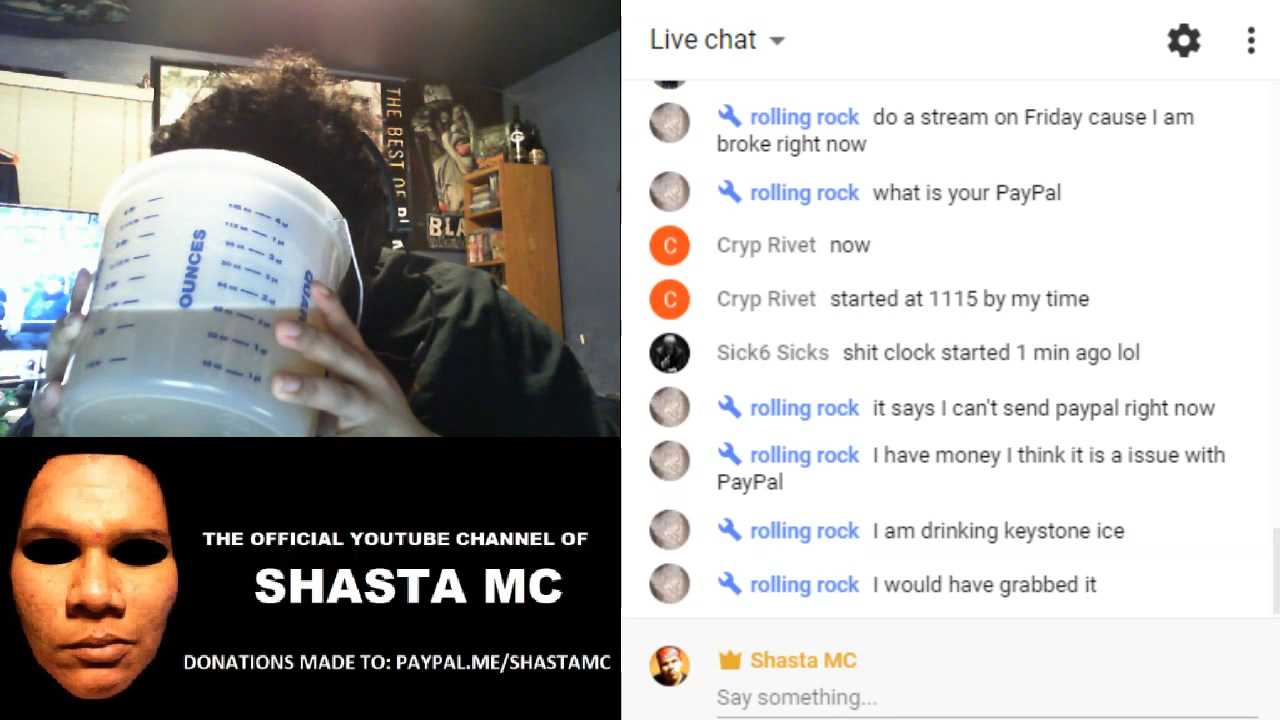 THE BEST OF
BLA
OUNCES
Live chat
rolling rock do a stream on Friday cause I am
broke right now
rolling rock what is your PayPal
C Cryp Rivet now
C Cryp Rivet started at 1115 by my time
Sick6 Sicks shit clock started 1 min ago lol
rolling rock it says I can't send paypal right now
rolling rock I have money I think it is a issue with
PayPal
rolling rock I am drinking keystone ice
rolling rock I would have grabbed it
Shasta MC
Say something...
THE OFFICIAL YOUTUBE CHANNEL OF
SHASTA MC
DONATIONS MADE TO: PAYPAL.ME/SHASTAMC